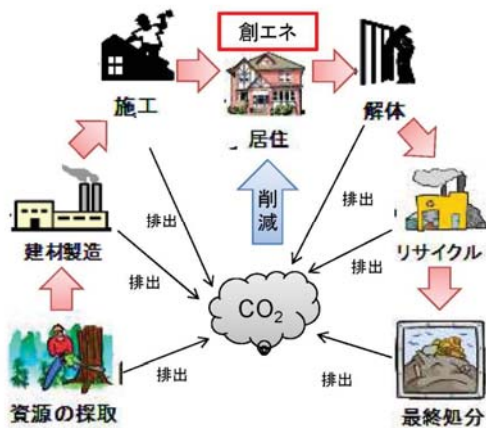 創エネ
施工
居住
解体
排出
削減
排出
建材製造
排出
排出
リサイクル
CO₂
資源の採取
排出
排出
最終処分